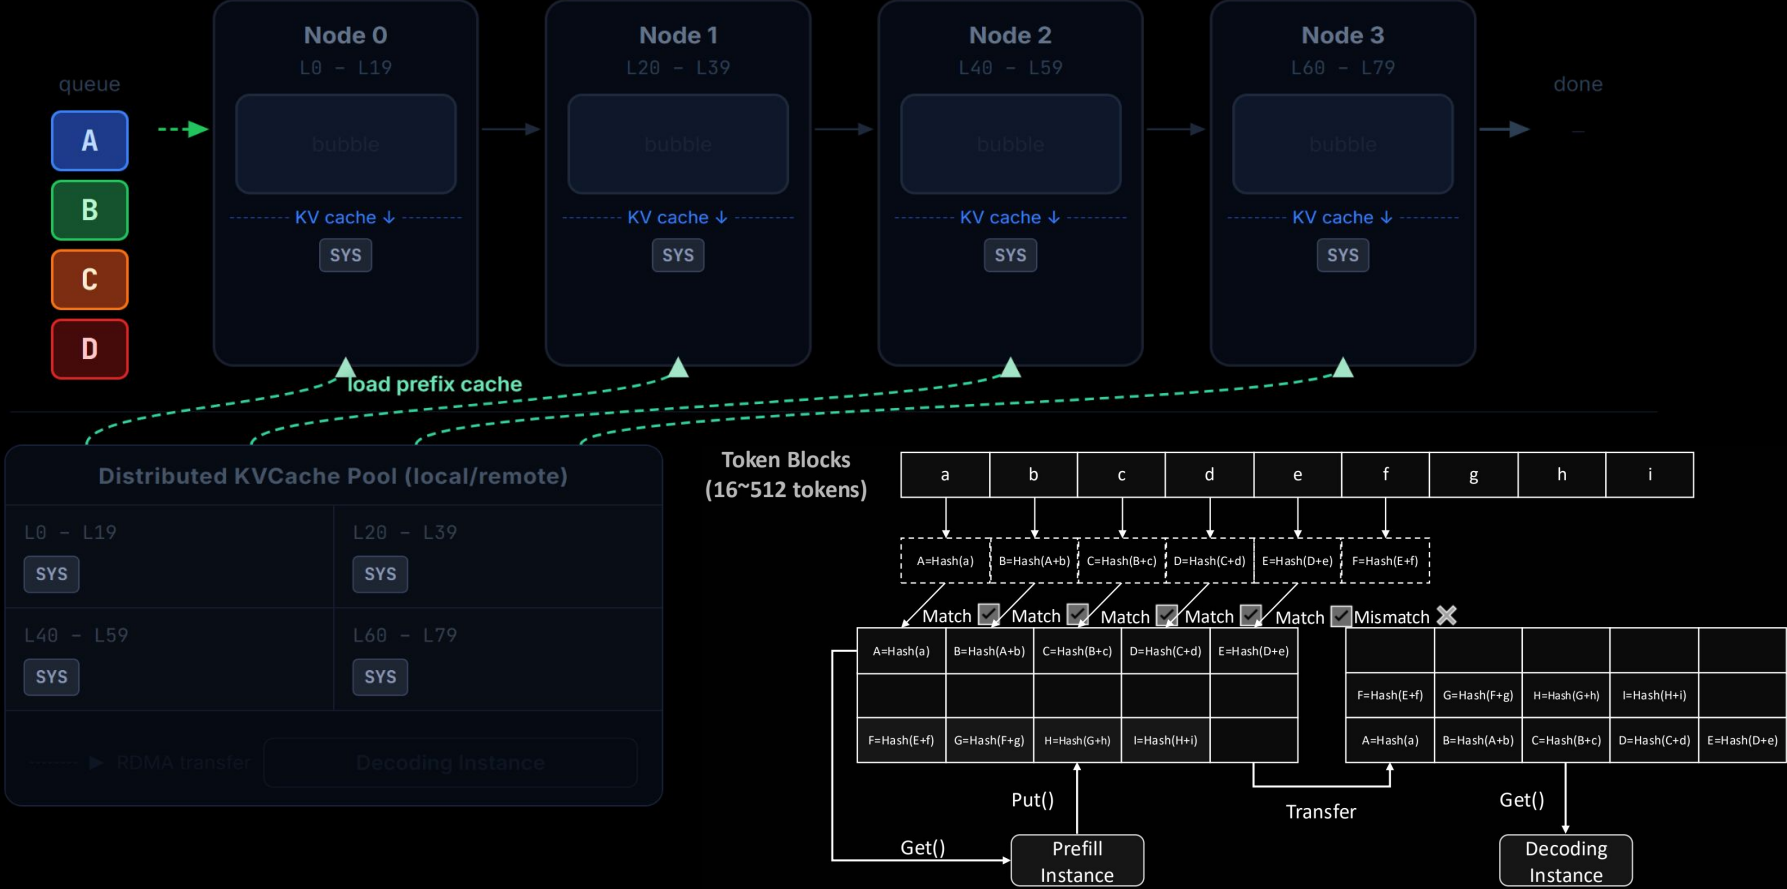 queue
A
B
C
D
Node 0
L0 – L19
bubble
KV cache ↓
SYS
Node 1
L20 – L39
bubble
KV cache ↓
SYS
Node 2
L40 – L59
bubble
KV cache ↓
SYS
Node 3
L60 – L79
bubble
KV cache ↓
SYS
done
–
load prefix cache
Distributed KVCache Pool (local/remote)
L0 – L19
SYS
L20 – L39
SYS
L40 – L59
SYS
L60 – L79
SYS
RDMA transfer
Decoding Instance
Token Blocks
(16~512 tokens)
a b c d e f g h i
A=Hash(a) B=Hash(A+b) C=Hash(B+c) D=Hash(C+d) E=Hash(D+e) F=Hash(E+f)
Match Match Match Match Match Mismatch
A=Hash(a) B=Hash(A+b) C=Hash(B+c) D=Hash(C+d) E=Hash(D+e)
F=Hash(E+f) G=Hash(F+g) H=Hash(G+h) I=Hash(H+i)
F=Hash(E+f) G=Hash(F+g) H=Hash(G+h) I=Hash(H+i)
A=Hash(a) B=Hash(A+b) C=Hash(B+c) D=Hash(C+d) E=Hash(D+e)
Put()
Get()
Prefill
Instance
Transfer
Get()
Decoding
Instance